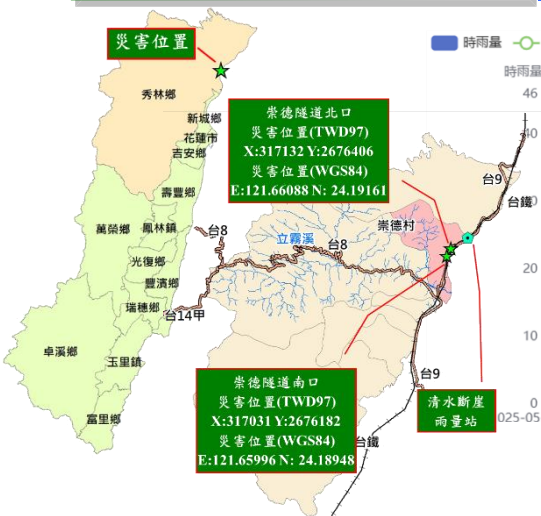 災害位置
時雨量
時雨量
46
40
20
10
0
025-05
秀林鄉
新城鄉
花蓮市
吉安鄉
壽豐鄉
萬榮鄉
鳳林鎮
光復鄉
豐濱鄉
瑞穗鄉
卓溪鄉
玉里鎮
富里鄉
崇德隧道北口
災害位置(TWD97)
X:317132 Y:2676406
災害位置(WGS84)
E:121.66088 N: 24.19161
台9
台鐵
崇德村
立霧溪
台8
台8
台14甲
台9
崇德隧道南口
災害位置(TWD97)
X:317031 Y:2676182
災害位置(WGS84)
E:121.65996 N: 24.18948
清水斷崖
雨量站
台鐵